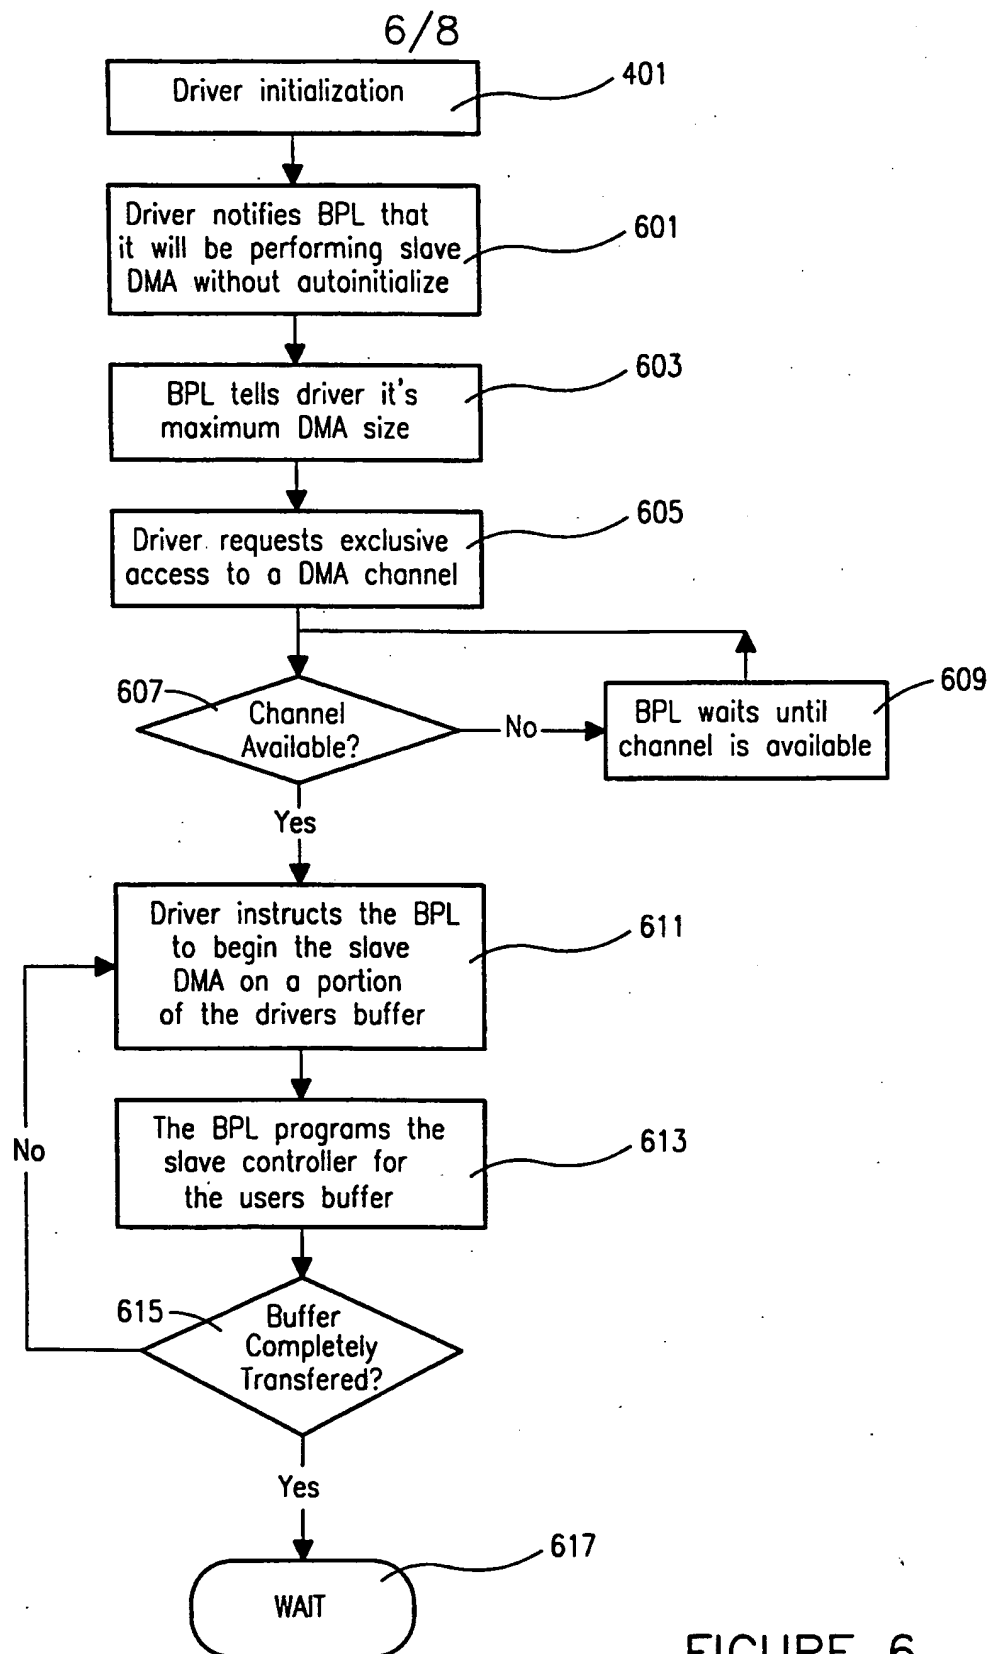 6/8
Driver initialization
401
Driver notifies BPL that
it will be performing slave
DMA without autoinitialize
601
BPL tells driver it's
maximum DMA size
603
Driver requests exclusive
access to a DMA channel
605
607
Channel
Available?
No
BPL waits until
channel is available
609
Yes
Driver instructs the BPL
to begin the slave
DMA on a portion
of the drivers buffer
611
The BPL programs the
slave controller for
the users buffer
613
No
615
Buffer
Completely
Transfered?
Yes
WAIT
617
FIGURE 6